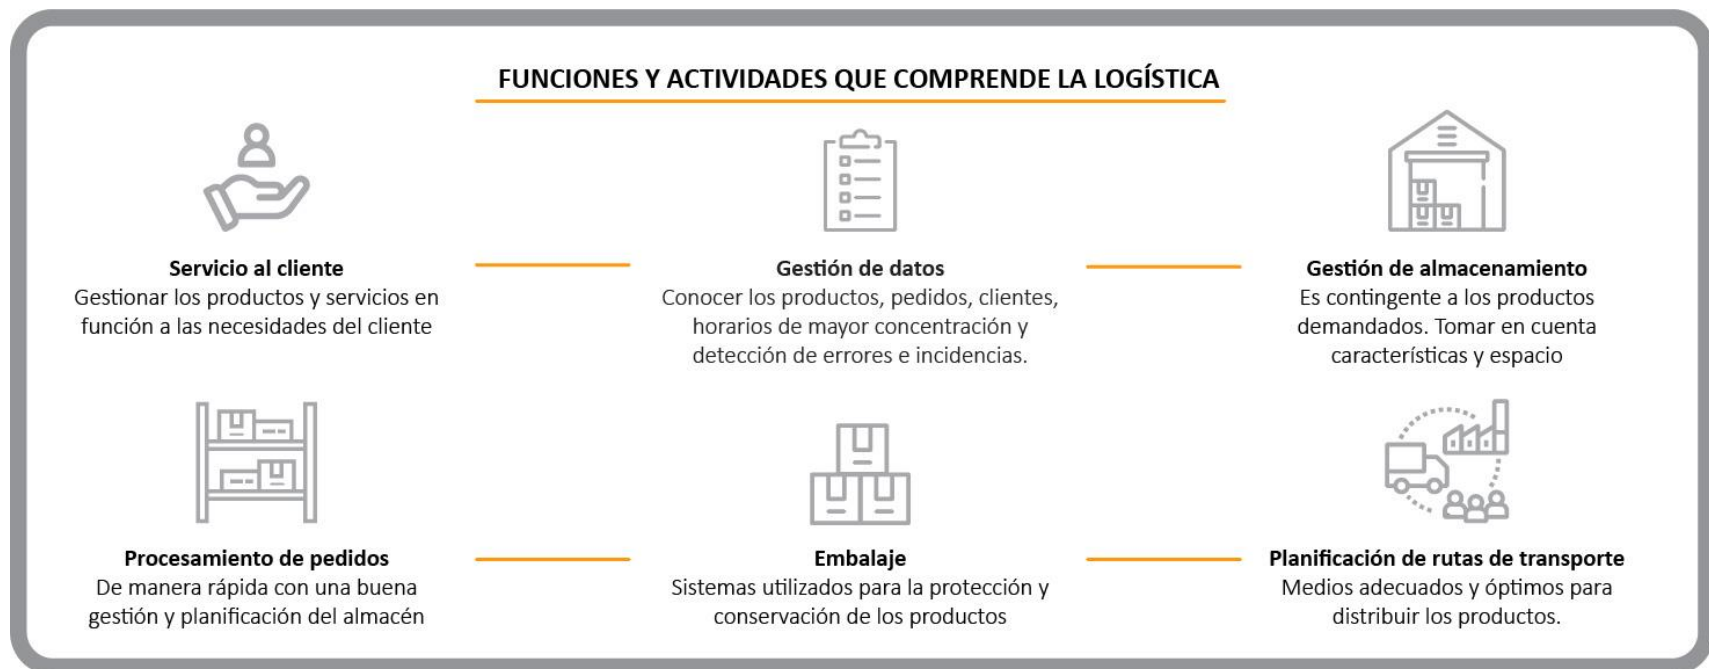 FUNCIONES Y ACTIVIDADES QUE COMPRENDE LA LOGÍSTICA
Servicio al cliente
Gestionar los productos y servicios en
función a las necesidades del cliente
Gestión de datos
Conocer los productos, pedidos, clientes,
horarios de mayor concentración y
detección de errores e incidencias.
Gestión de almacenamiento
Es contingente a los productos
demandados. Tomar en cuenta
características y espacio
Procesamiento de pedidos
De manera rápida con una buena
gestión y planificación del almacén
Embalaje
Sistemas utilizados para la protección y
conservación de los productos
Planificación de rutas de transporte
Medios adecuados y óptimos para
distribuir los productos.